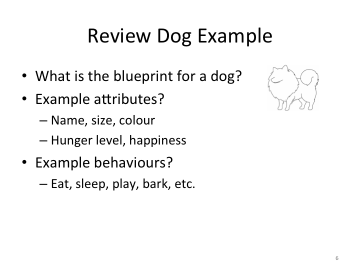 Review Dog Example
• What is the blueprint for a dog?
• Example attributes?
– Name, size, colour
– Hunger level, happiness
• Example behaviours?
– Eat, sleep, play, bark, etc.
6